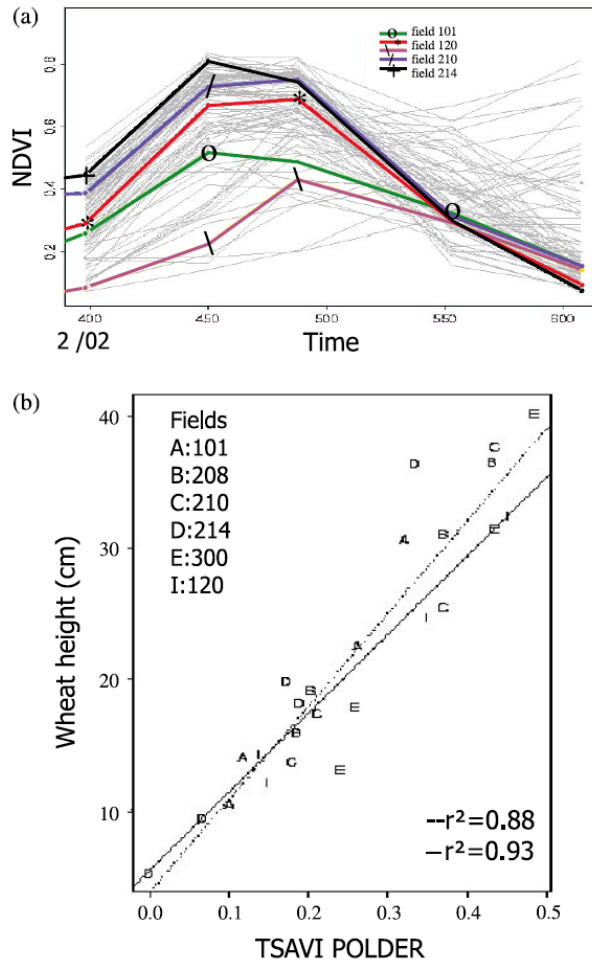 (a)
NDVI
0.8
0.6
0.4
0.2
O field 101
* field 120
\ field 210
+ field 214
400 450 500 550 600
2 /02 Time
(b)
Wheat height (cm)
40
30
20
10
Fields
A:101
B:208
C:210
D:214
E:300
I:120
--r²=0.88
–r²=0.93
0.0 0.1 0.2 0.3 0.4 0.5
TSAVI POLDER